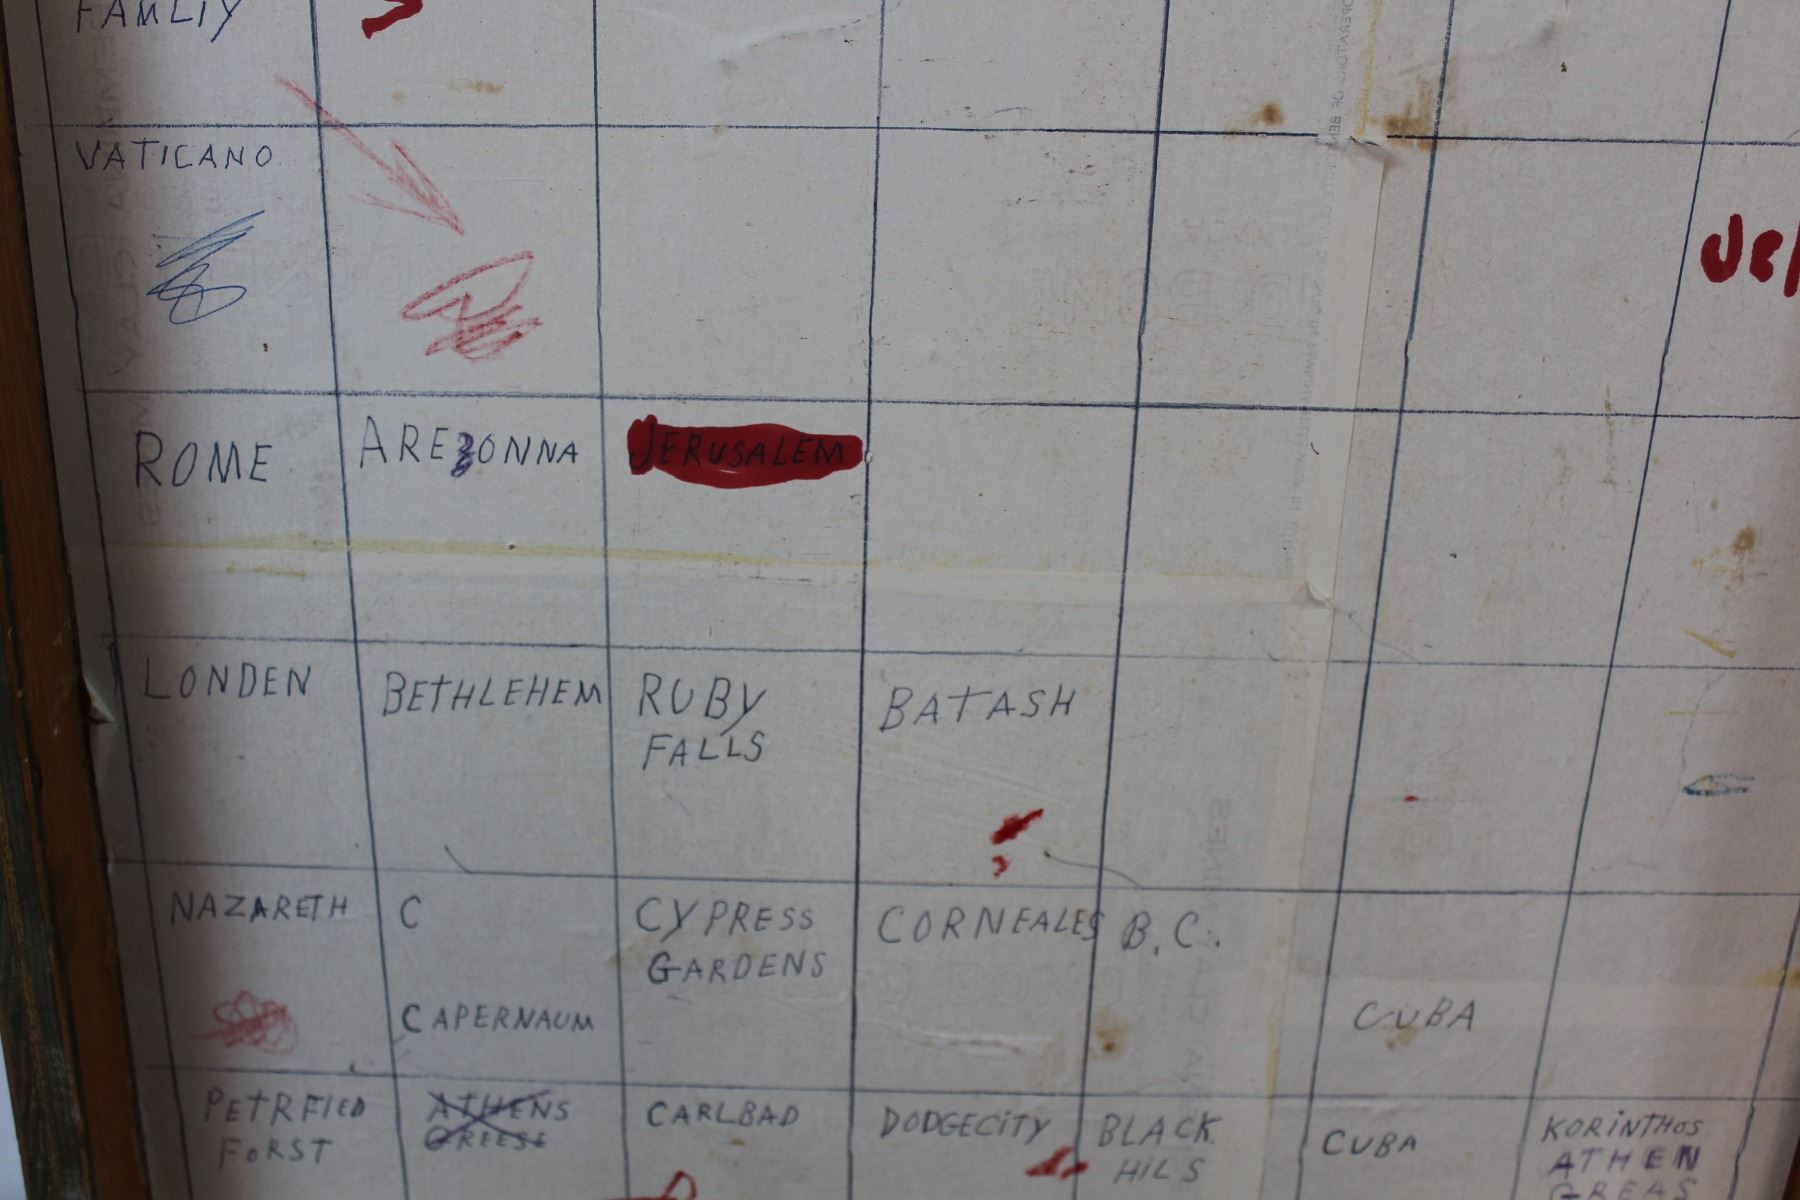 FAMLIY
VATICANO
ROME
AREZONNA
JERUSALEM
LONDEN
BETHLEHEM
RUBY
FALLS
BATASH
NAZARETH
C
CAPERNAUM
CYPRESS
GARDENS
CORNEALES
B.C.
CUBA
PETRFIED
FORST
ATHENS
GREESE
CARLBAD
DODGECITY
BLACK
HILS
CUBA
KORINTHOS
ATHEN
GREAS